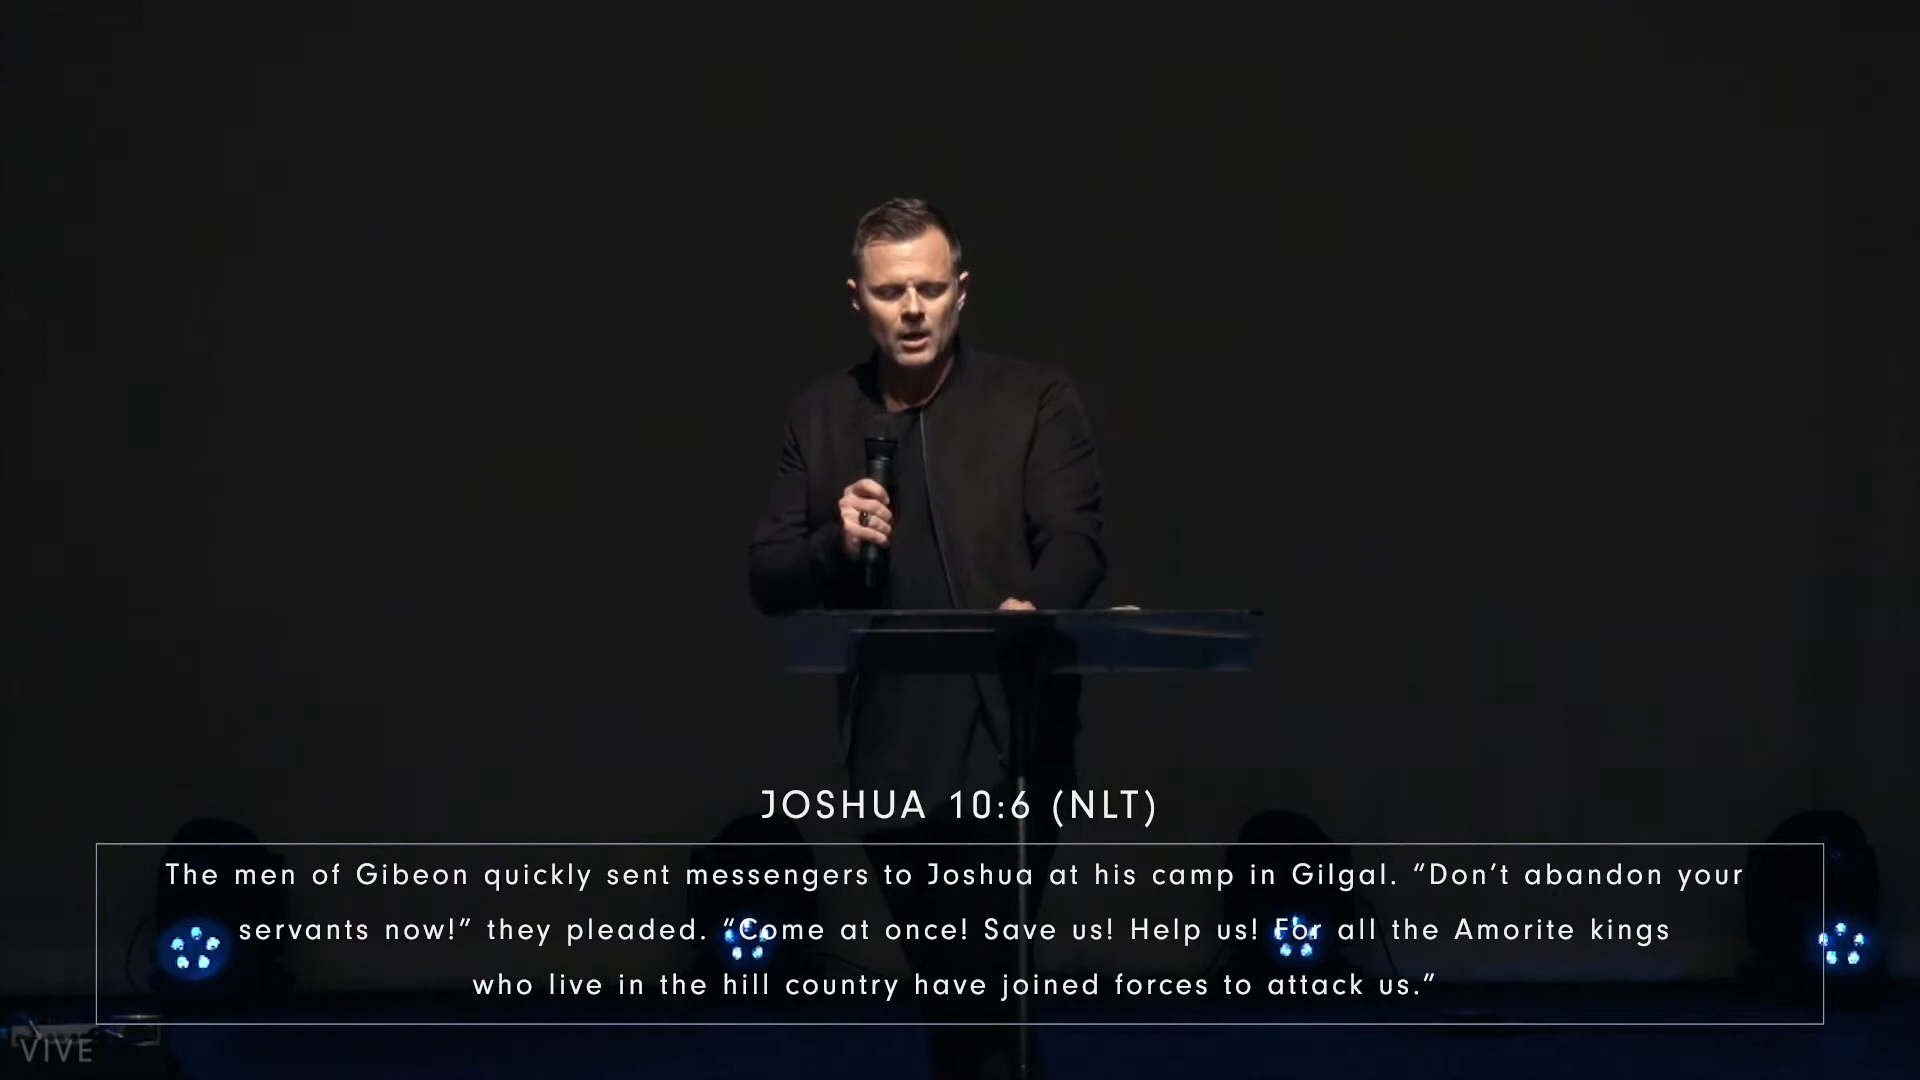 JOSHUA 10:6 (NLT)
The men of Gibeon quickly sent messengers to Joshua at his camp in Gilgal. “Don’t abandon your
servants now!” they pleaded. “Come at once! Save us! Help us! For all the Amorite kings
who live in the hill country have joined forces to attack us.”
VIVE